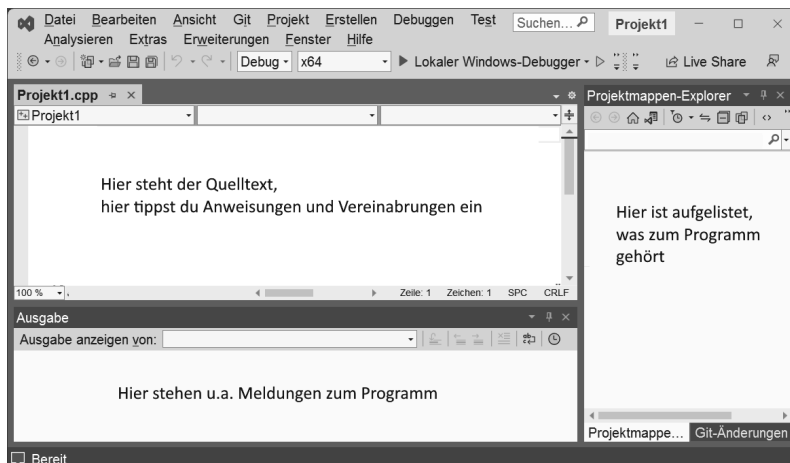 Datei Bearbeiten Ansicht Git Projekt Erstellen Debuggen Test Suchen... Projekt1
Analysieren Extras Erweiterungen Fenster Hilfe
Debug x64 Lokaler Windows-Debugger Live Share
Projekt1.cpp
Projekt1
Hier steht der Quelltext,
hier tippst du Anweisungen und Vereinabrungen ein
100 % Zeile: 1 Zeichen: 1 SPC CRLF
Ausgabe
Ausgabe anzeigen von:
Hier stehen u.a. Meldungen zum Programm
Projektmappen-Explorer
Hier ist aufgelistet,
was zum Programm
gehört
Projektmappe... Git-Änderungen
Bereit